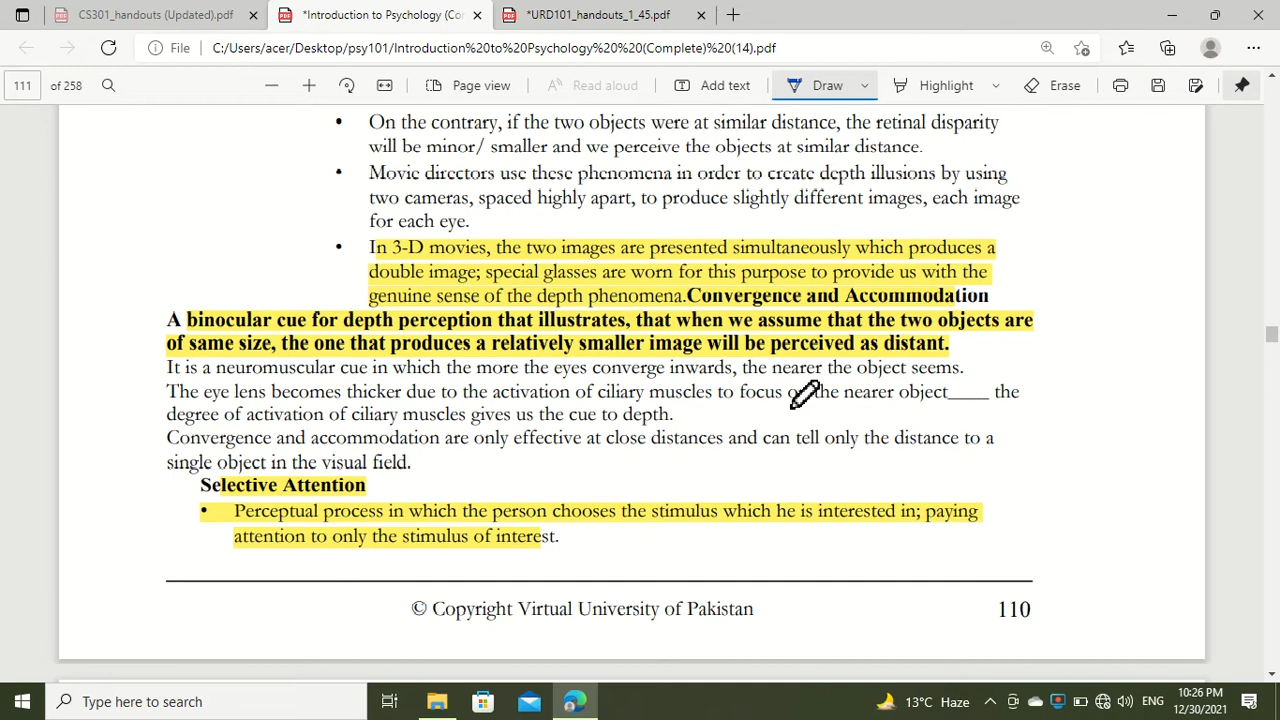 CS301_handouts (Updated).pdf
*Introduction to Psychology (Co
*URD101_handouts_1_45.pdf
File
C:/Users/acer/Desktop/psy101/Introduction%20to%20Psychology%20%20(Complete)%20(14).pdf
111 of 258
Page view
Read aloud
Add text
Draw
Highlight
Erase
• On the contrary, if the two objects were at similar distance, the retinal disparity
will be minor/ smaller and we perceive the objects at similar distance.
• Movie directors use these phenomena in order to create depth illusions by using
two cameras, spaced highly apart, to produce slightly different images, each image
for each eye.
• In 3-D movies, the two images are presented simultaneously which produces a
double image; special glasses are worn for this purpose to provide us with the
genuine sense of the depth phenomena.Convergence and Accommodation
A binocular cue for depth perception that illustrates, that when we assume that the two objects are
of same size, the one that produces a relatively smaller image will be perceived as distant.
It is a neuromuscular cue in which the more the eyes converge inwards, the nearer the object seems.
The eye lens becomes thicker due to the activation of ciliary muscles to focus the nearer object____ the
degree of activation of ciliary muscles gives us the cue to depth.
Convergence and accommodation are only effective at close distances and can tell only the distance to a
single object in the visual field.
Selective Attention
• Perceptual process in which the person chooses the stimulus which he is interested in; paying
attention to only the stimulus of interest.
© Copyright Virtual University of Pakistan 110
Type here to search
13°C Haze
ENG
10:26 PM
12/30/2021